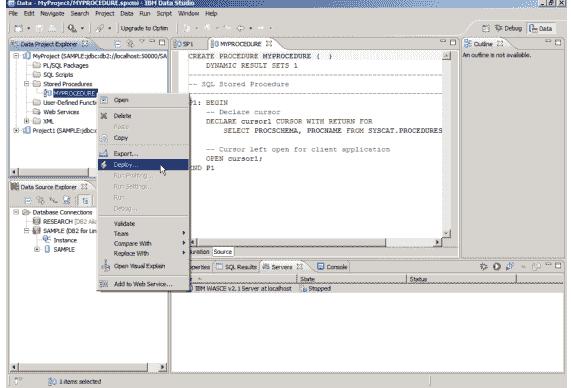 Data - MyProject/MYPROCEDURE.spxmi - IBM Data Studio
File Edit Navigate Search Project Data Run Script Window Help
Upgrade to Optim
Debug
Data
Data Project Explorer
MyProject (SAMPLE:jdbc:db2://localhost:50000/SA
PL/SQL Packages
SQL Scripts
Stored Procedures
MYPROCEDURE
User-Defined Functi
Web Services
XML
Project1 (SAMPLE:jdbc:
Open
Delete
Paste
Copy
Export...
Deploy...
Run Profiling...
Run Settings...
Run
Debug...
Validate
Team
Compare With
Replace With
Open Visual Explain
Add to Web Service...
SP1
MYPROCEDURE
CREATE PROCEDURE MYPROCEDURE ( )
DYNAMIC RESULT SETS 1
-- SQL Stored Procedure
P1: BEGIN
-- Declare cursor
DECLARE cursor1 CURSOR WITH RETURN FOR
SELECT PROCSCHEMA, PROCNAME FROM SYSCAT.PROCEDURES
-- Cursor left open for client application
OPEN cursor1;
END P1
Source
Outline
An outline is not available.
Data Source Explorer
Database Connections
RESEARCH (DB2 Ali
SAMPLE (DB2 for Lin
Instance
SAMPLE
SQL Results
Servers
Console
State
Status
IBM WASCE v2.1 Server at localhost
Stopped
1 items selected